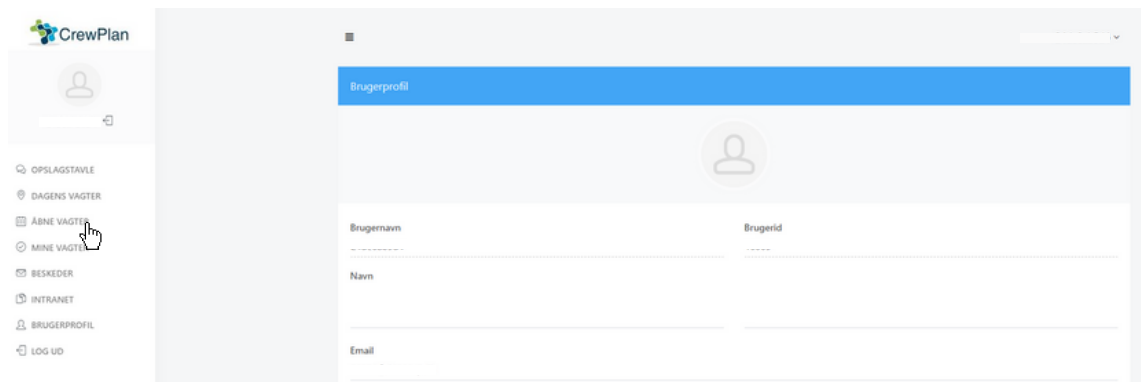 CrewPlan
OPSLAGSTAVLE
DAGENS VAGTER
ÅBNE VAGTER
MINE VAGTER
BESKEDER
INTRANET
BRUGERPROFIL
LOG UD
Brugerprofil
Brugernavn
Brugerid
Navn
Email